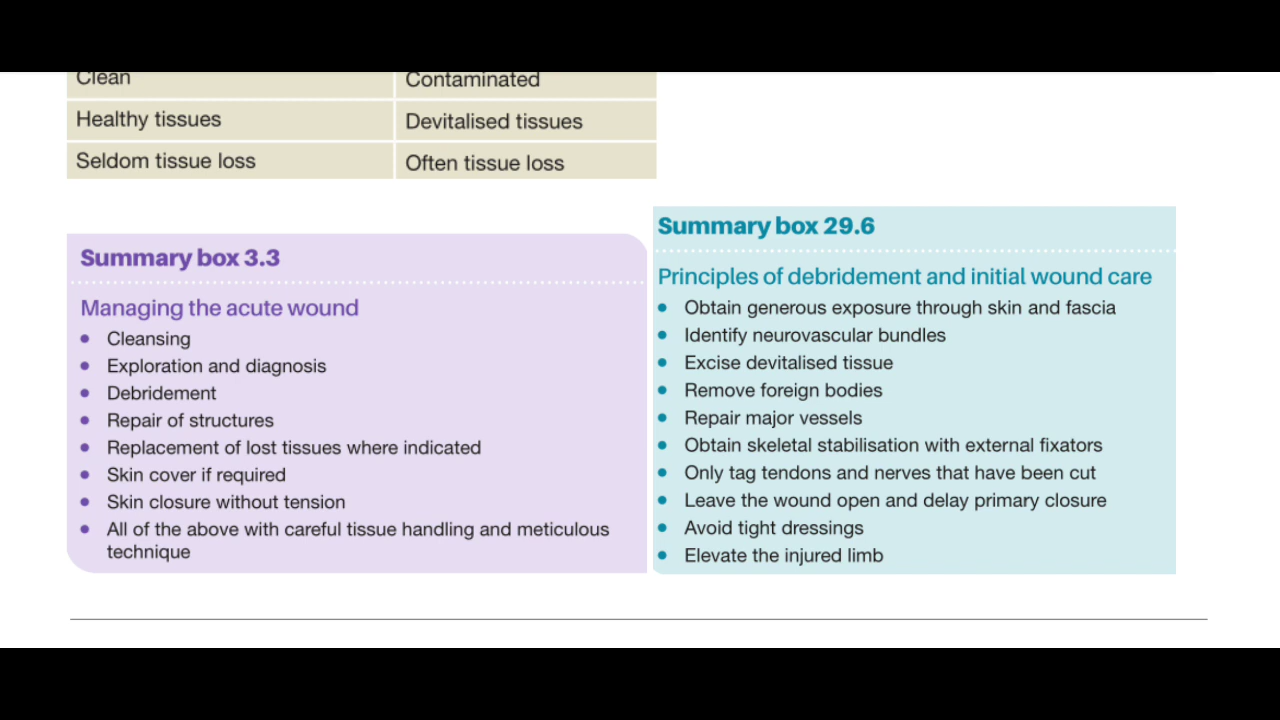 Clean Contaminated
Healthy tissues Devitalised tissues
Seldom tissue loss Often tissue loss
Summary box 3.3
Managing the acute wound
• Cleansing
• Exploration and diagnosis
• Debridement
• Repair of structures
• Replacement of lost tissues where indicated
• Skin cover if required
• Skin closure without tension
• All of the above with careful tissue handling and meticulous
technique
Summary box 29.6
Principles of debridement and initial wound care
• Obtain generous exposure through skin and fascia
• Identify neurovascular bundles
• Excise devitalised tissue
• Remove foreign bodies
• Repair major vessels
• Obtain skeletal stabilisation with external fixators
• Only tag tendons and nerves that have been cut
• Leave the wound open and delay primary closure
• Avoid tight dressings
• Elevate the injured limb